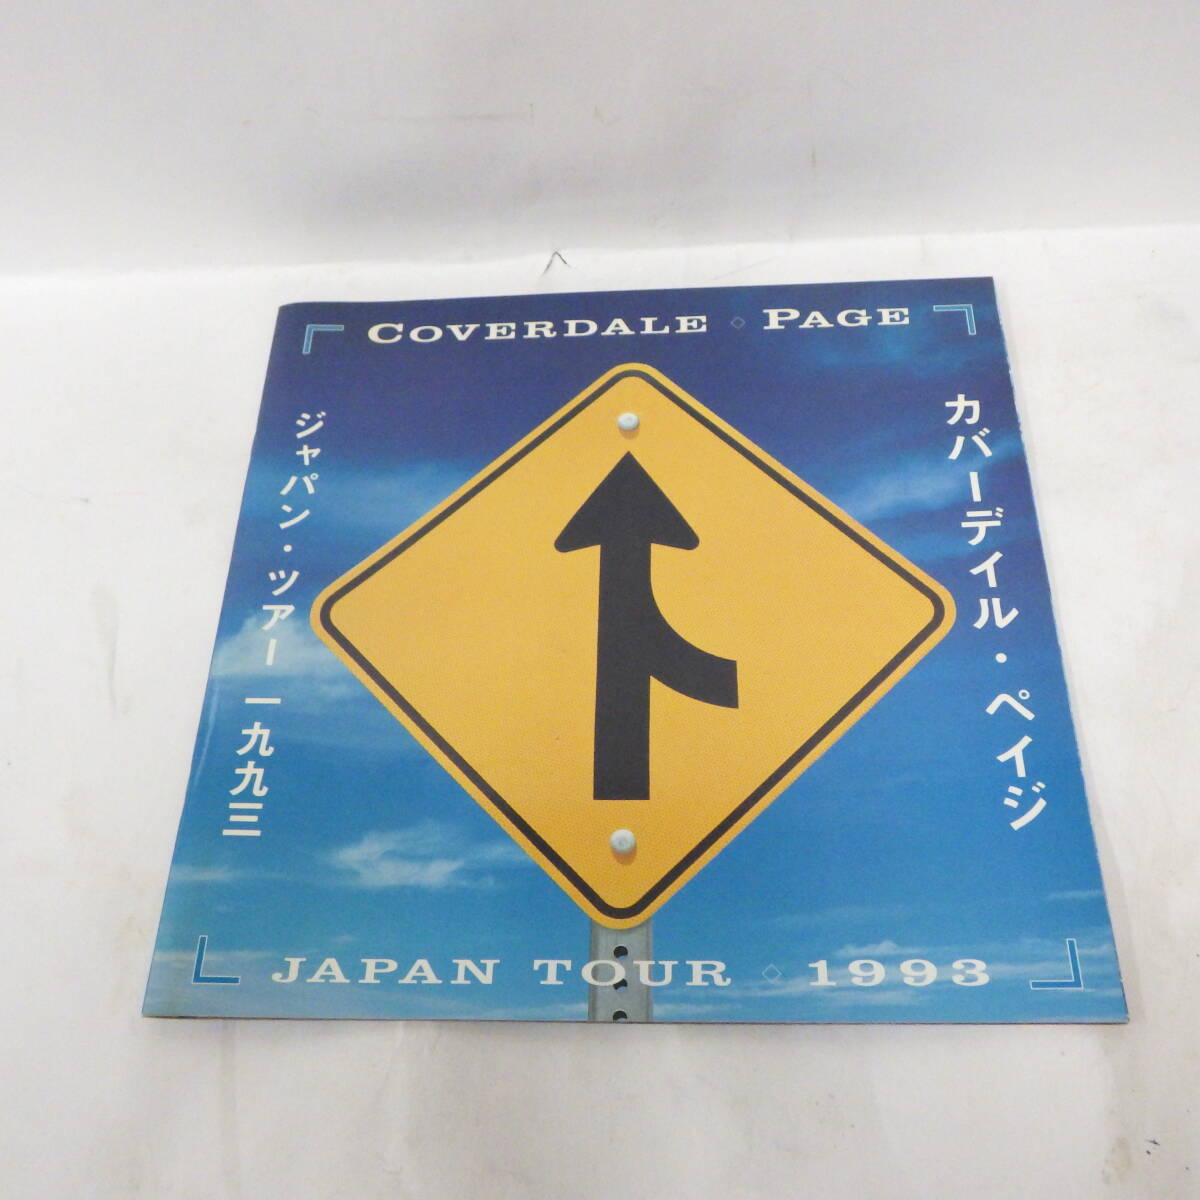 COVERDALE ◇ PAGE
カバーデイル・ペイジ
ジャパン・ツアー 一九九三
JAPAN TOUR ◇ 1993